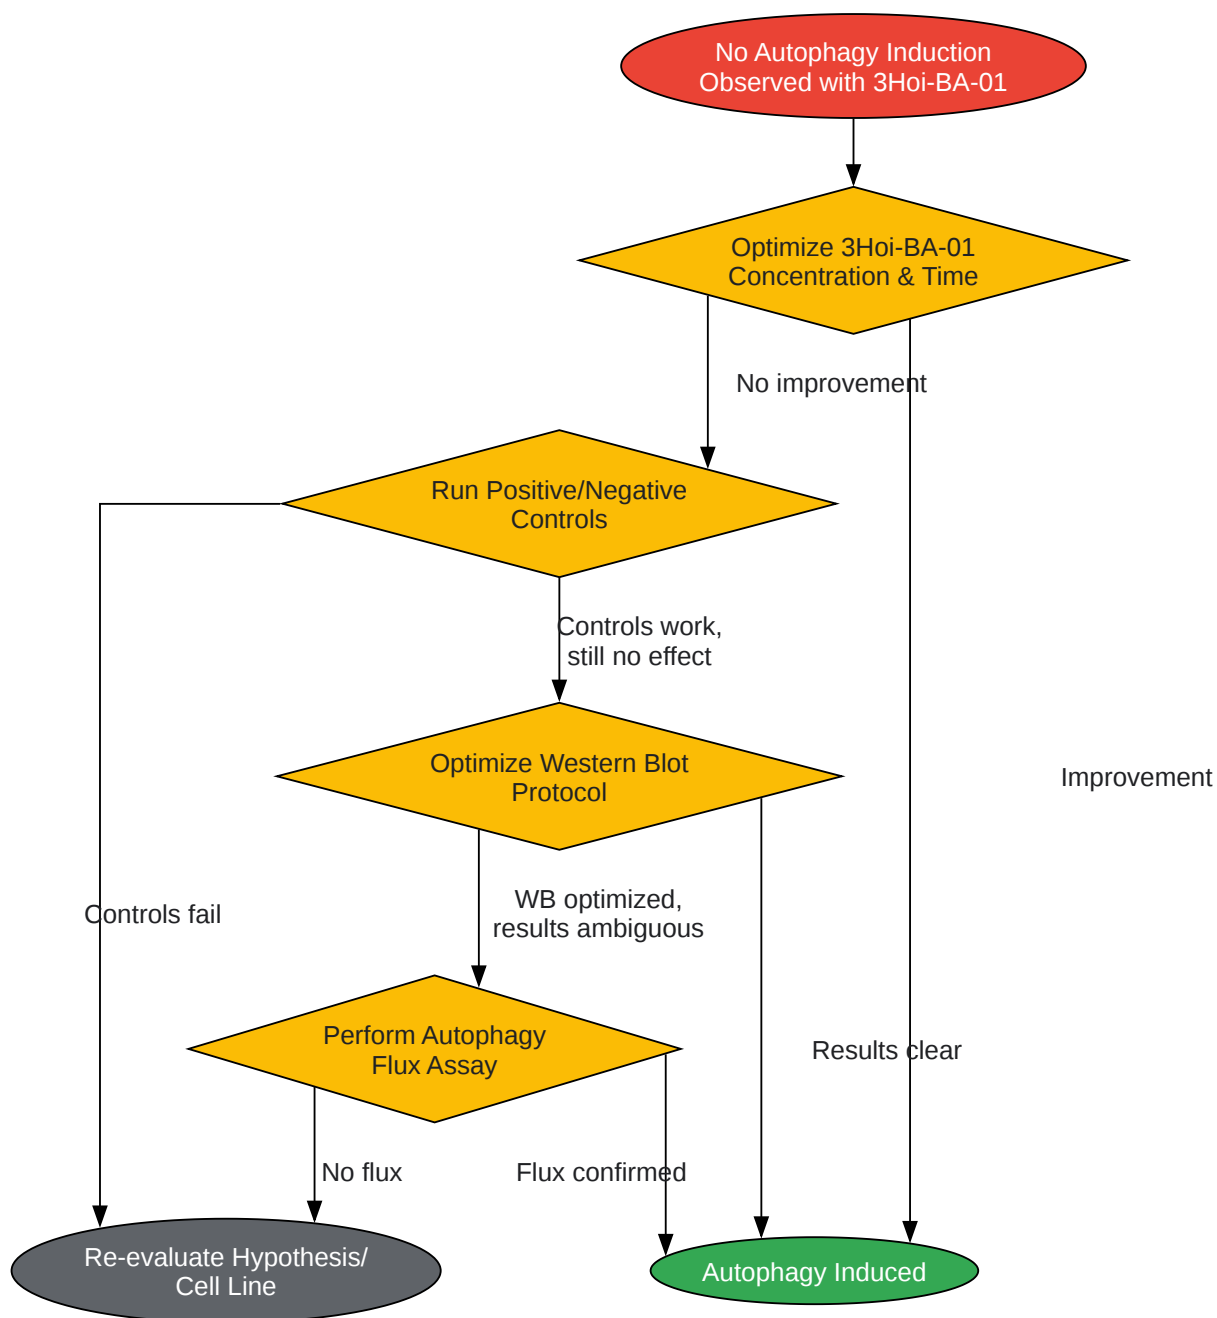 No Autophagy Induction
Observed with 3Hoi-BA-01
Optimize 3Hoi-BA-01
Concentration & Time
No improvement
Run Positive/Negative
Controls
Controls work,
still no effect
Optimize Western Blot
Protocol
Improvement
Controls fail
WB optimized,
results ambiguous
Perform Autophagy
Flux Assay
Results clear
No flux
Flux confirmed
Re-evaluate Hypothesis/
Cell Line
Autophagy Induced